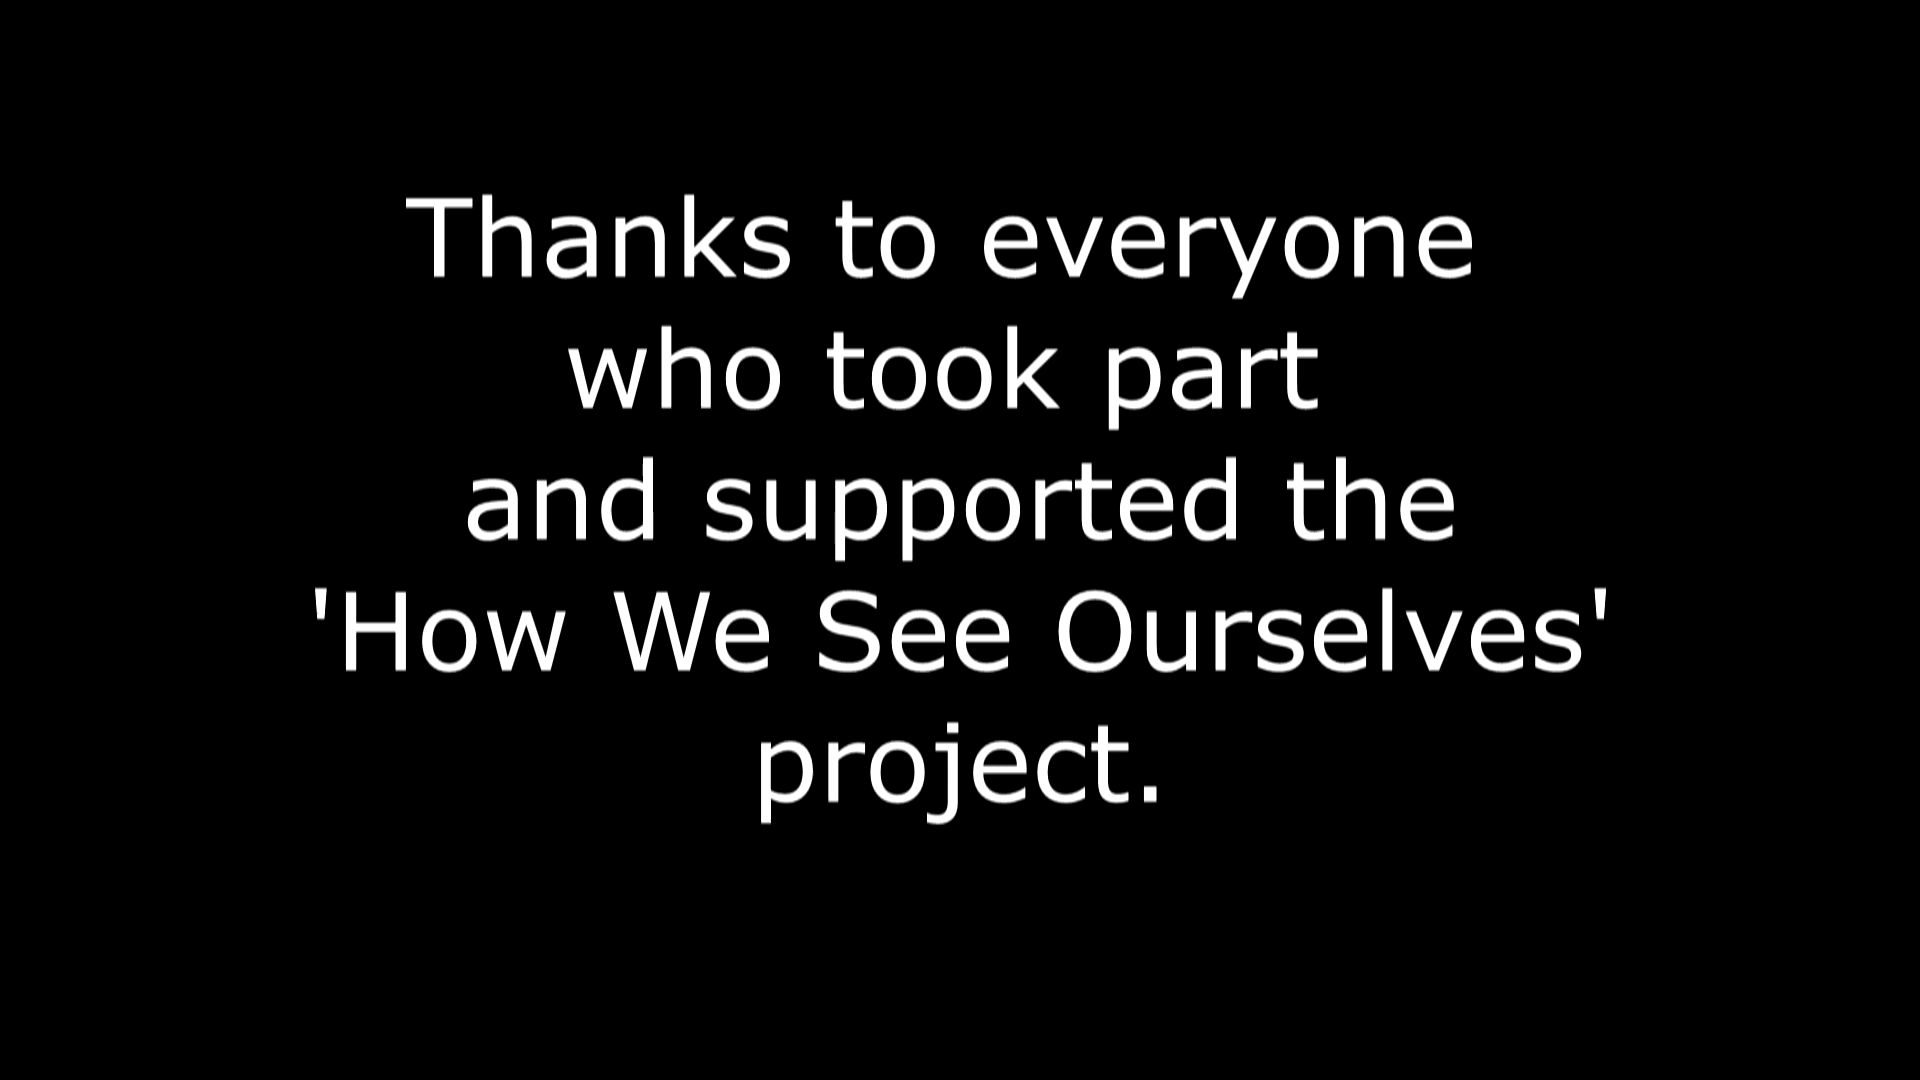 Thanks to everyone
who took part
and supported the
'How We See Ourselves'
project.